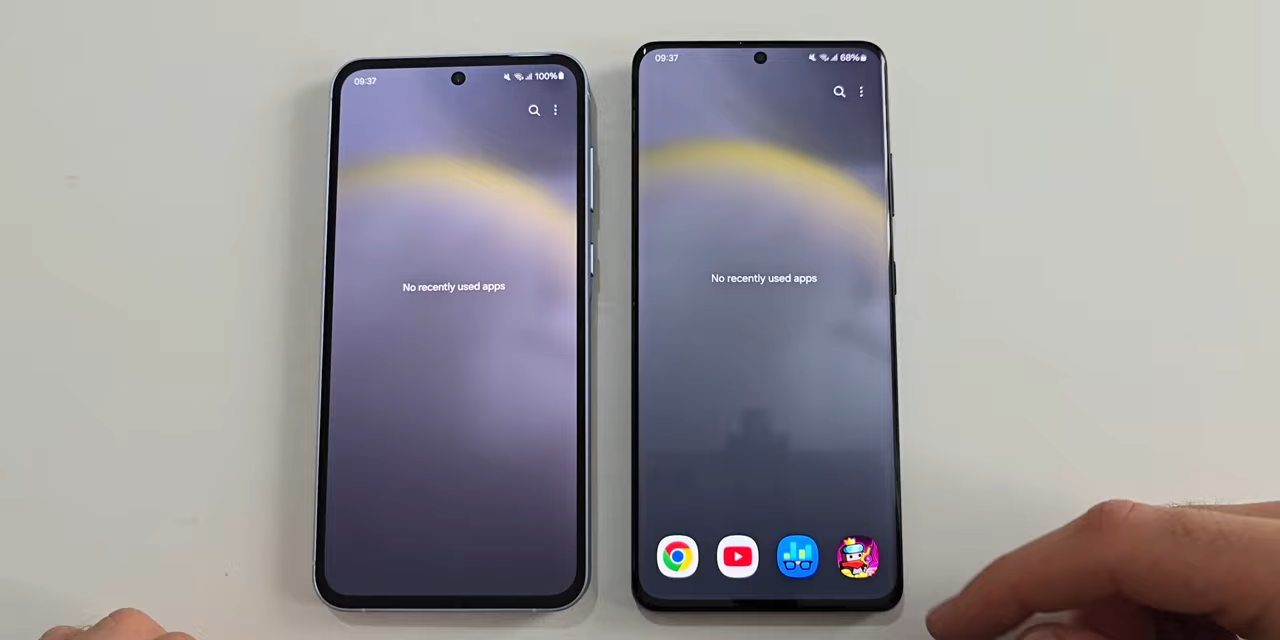 09:37
100%
No recently used apps
09:37
68%
No recently used apps